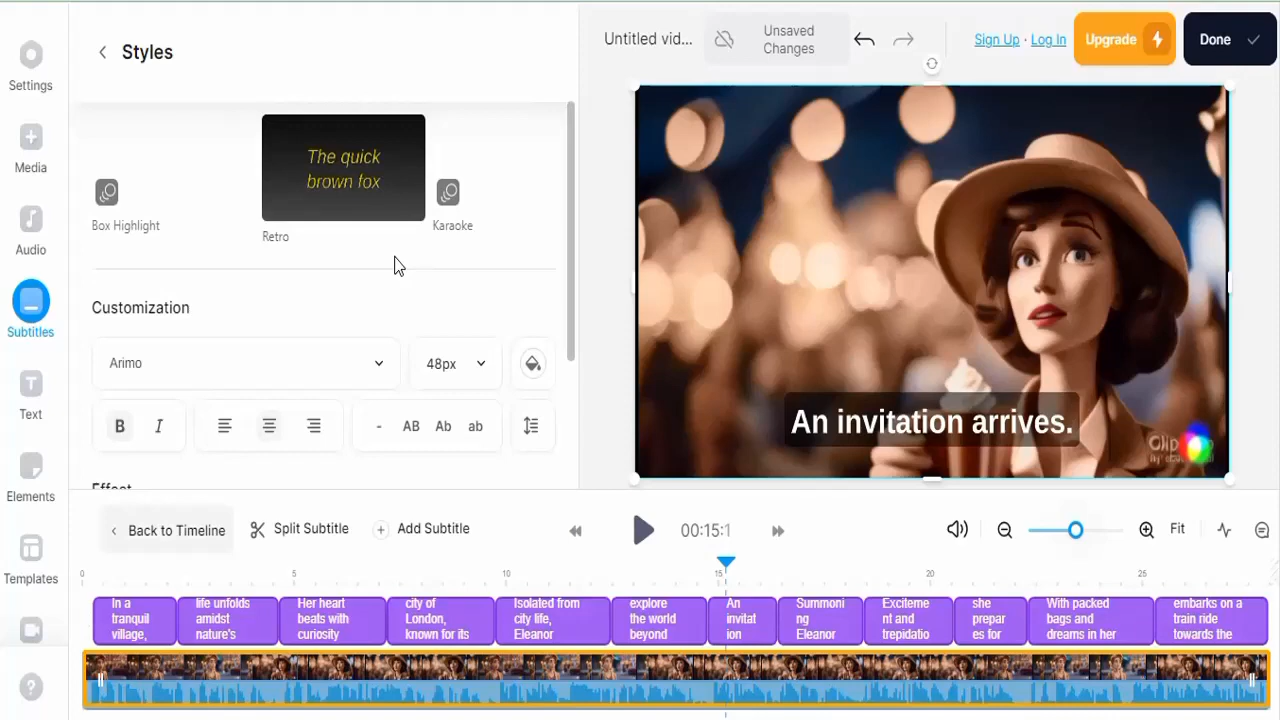 Settings
Media
Audio
Subtitles
Text
Elements
Templates
?
Styles
Box Highlight
The quick
brown fox
Retro
Karaoke
Customization
Arimo
48px
B I
- AB Ab ab
Effect
Untitled vid...
Unsaved
Changes
Sign Up · Log In
Upgrade
Done
An invitation arrives.
Back to Timeline
Split Subtitle
Add Subtitle
00:15:1
Fit
0 5 10 15 20 25
In a
tranquil
village,
life unfolds
amidst
nature's
Her heart
beats with
curiosity
city of
London,
known for its
Isolated from
city life,
Eleanor
explore
the world
beyond
An
invitat
ion
Summoni
ng
Eleanor
Exciteme
nt and
trepidatio
she
prepar
es for
With packed
bags and
dreams in her
embarks on a
train ride
towards the